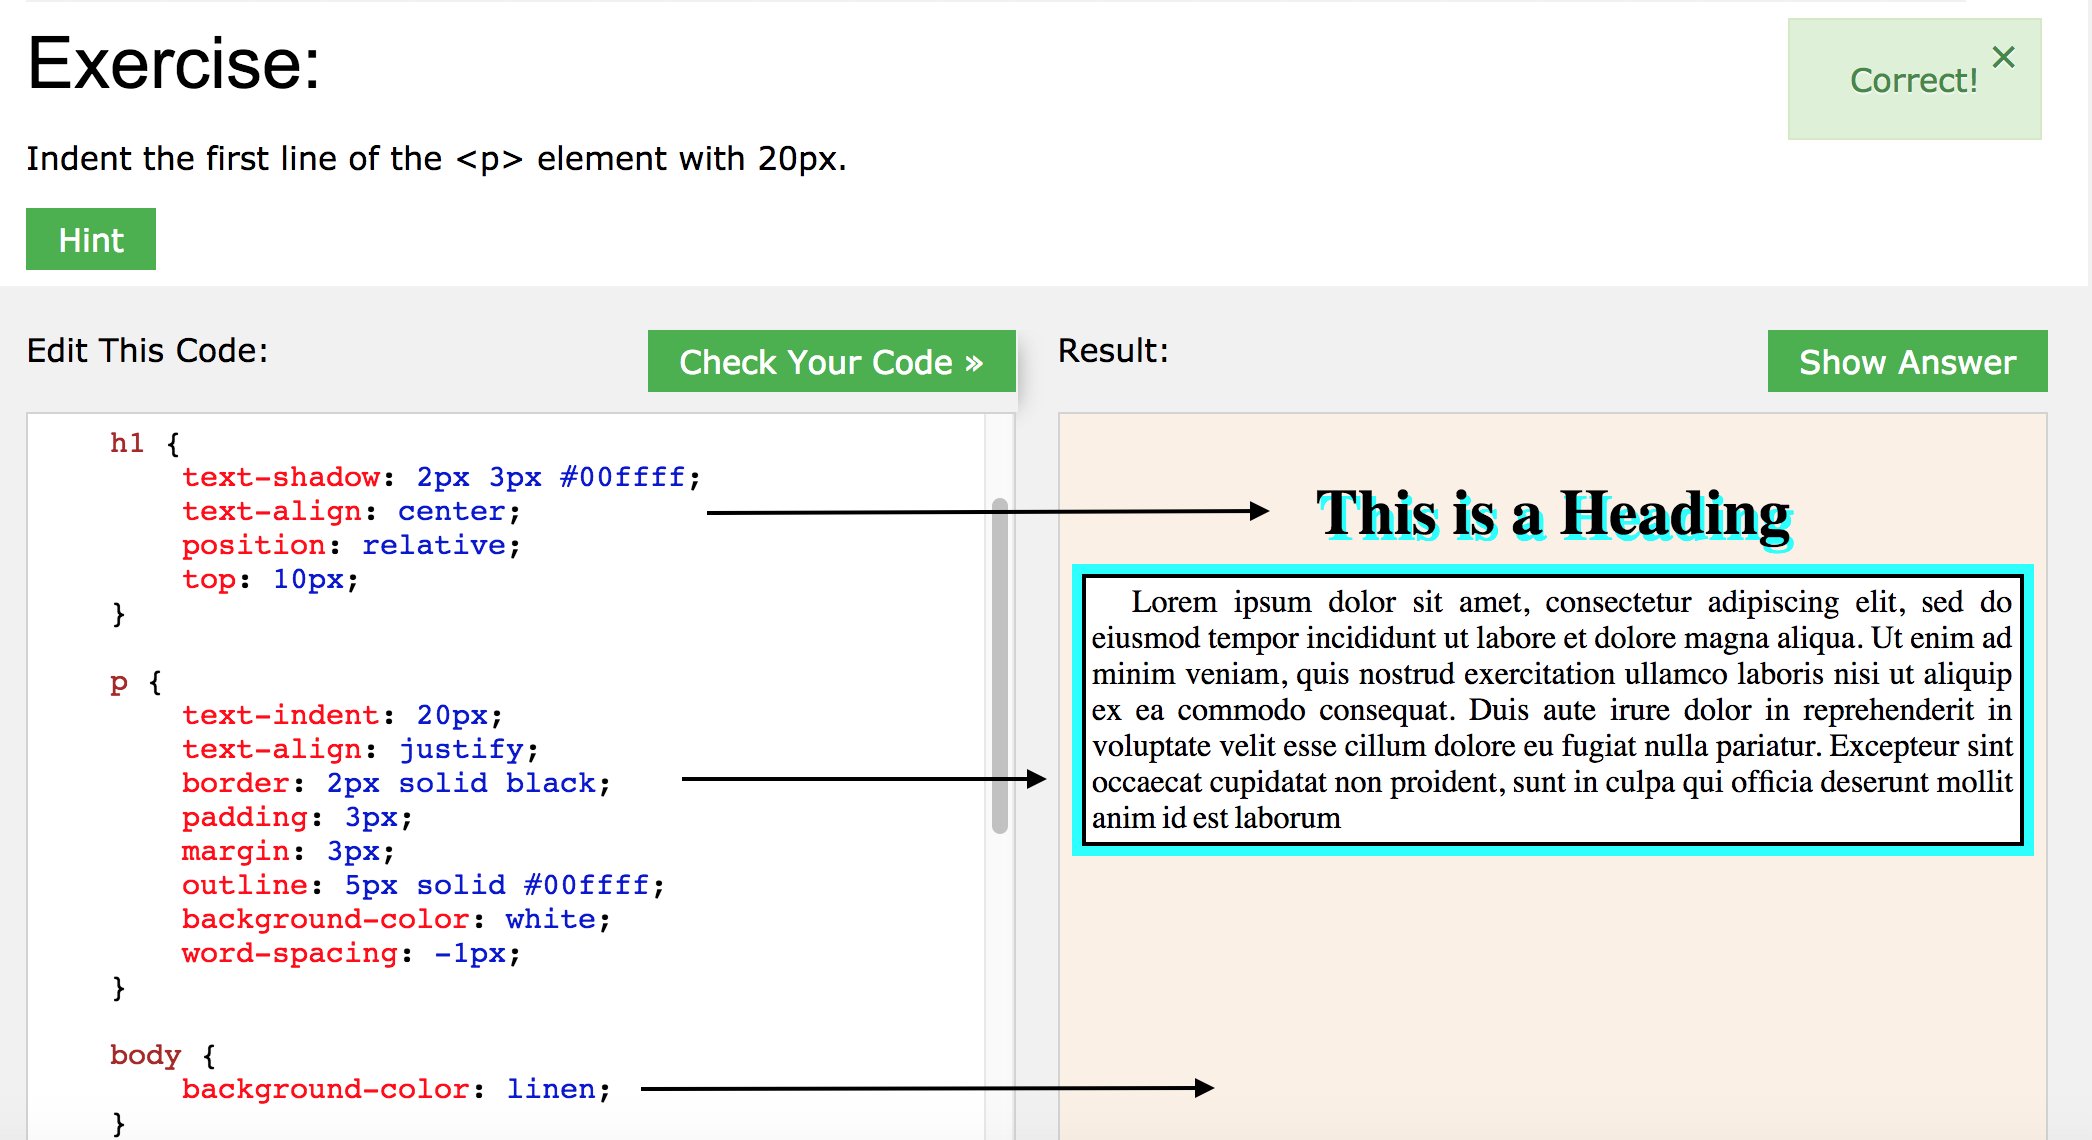 Exercise:
Correct! ×
Indent the first line of the <p> element with 20px.
Hint
Edit This Code:
Check Your Code »
h1 {
text-shadow: 2px 3px #00ffff;
text-align: center;
position: relative;
top: 10px;
}
p {
text-indent: 20px;
text-align: justify;
border: 2px solid black;
padding: 3px;
margin: 3px;
outline: 5px solid #00ffff;
background-color: white;
word-spacing: -1px;
}
body {
background-color: linen;
}
Result:
Show Answer
This is a Heading
Lorem ipsum dolor sit amet, consectetur adipiscing elit, sed do
eiusmod tempor incididunt ut labore et dolore magna aliqua. Ut enim ad
minim veniam, quis nostrud exercitation ullamco laboris nisi ut aliquip
ex ea commodo consequat. Duis aute irure dolor in reprehenderit in
voluptate velit esse cillum dolore eu fugiat nulla pariatur. Excepteur sint
occaecat cupidatat non proident, sunt in culpa qui officia deserunt mollit
anim id est laborum